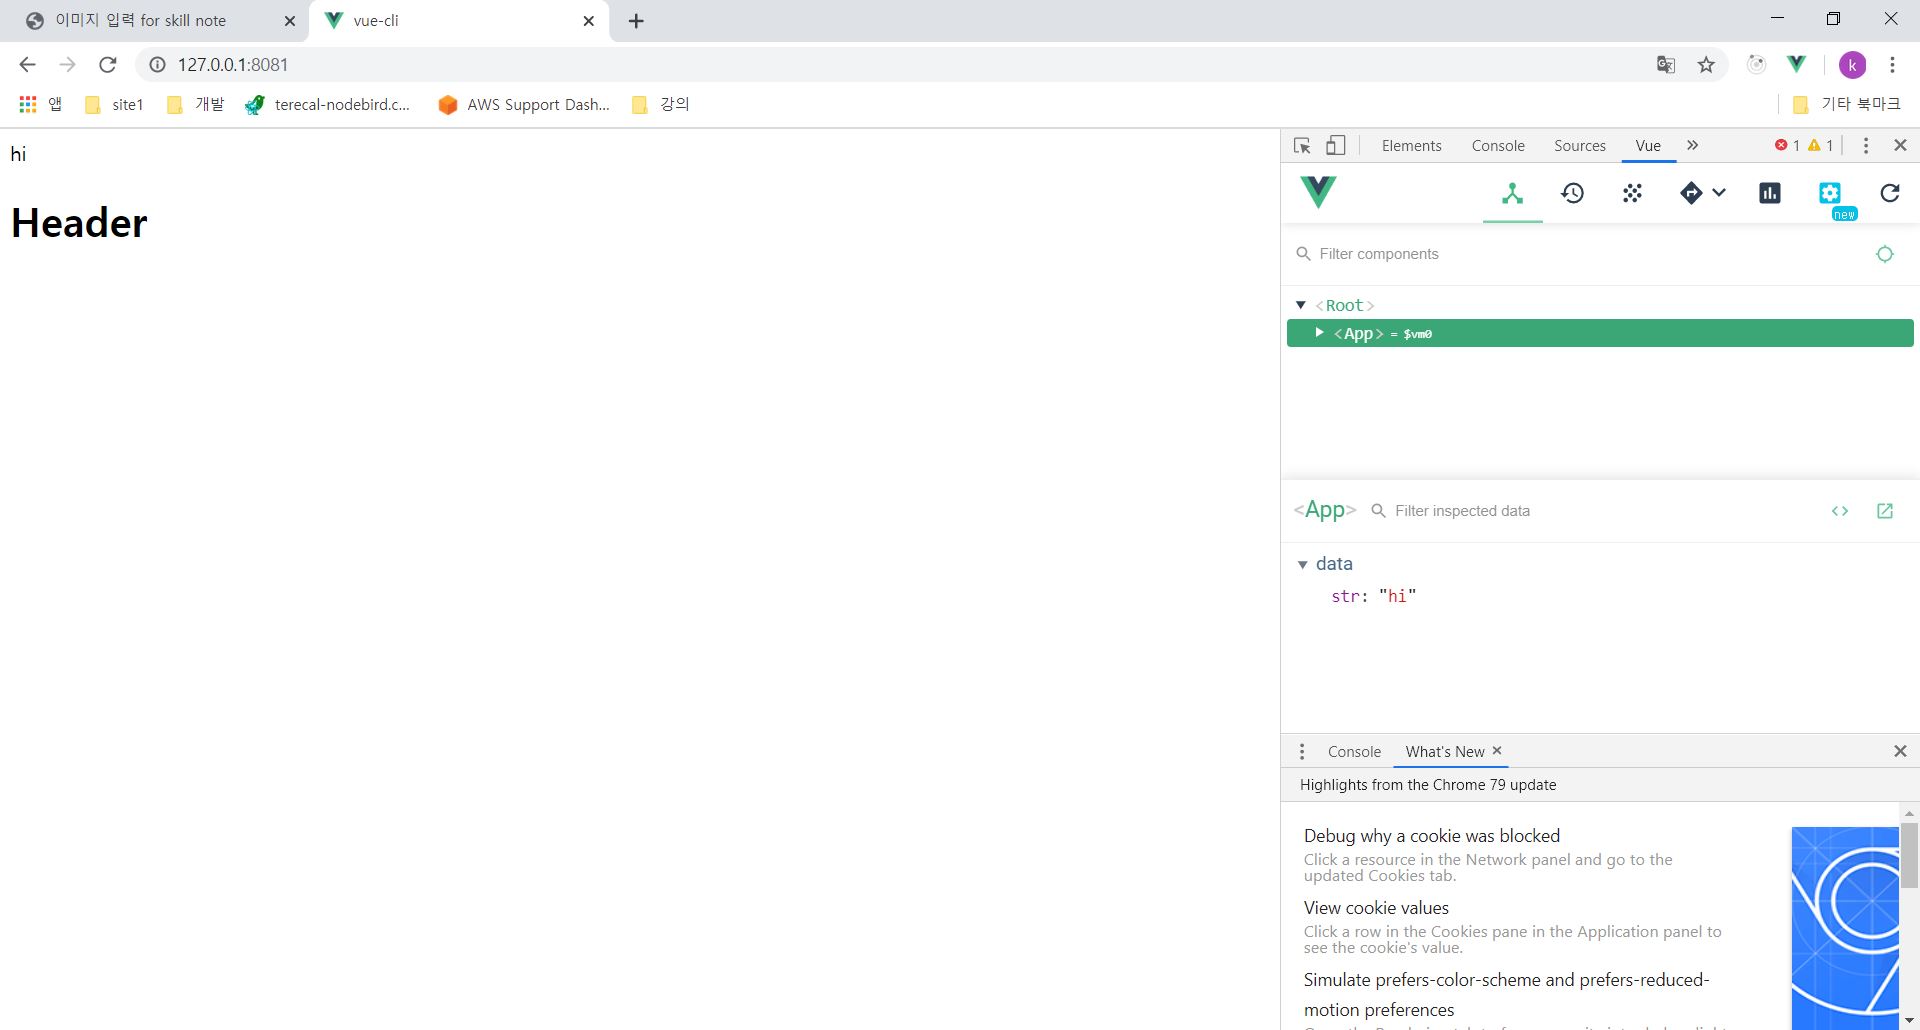 이미지 입력 for skill note
vue-cli
127.0.0.1:8081
k
앱
site1
개발
terecal-nodebird.c...
AWS Support Dash...
강의
기타 북마크
hi
Header
Elements
Console
Sources
Vue
1
1
new
Filter components
<Root>
<App> = $vm0
<App>
Filter inspected data
data
str: "hi"
Console
What's New
Highlights from the Chrome 79 update
Debug why a cookie was blocked
Click a resource in the Network panel and go to the
updated Cookies tab.
View cookie values
Click a row in the Cookies pane in the Application panel to
see the cookie's value.
Simulate prefers-color-scheme and prefers-reduced-
motion preferences